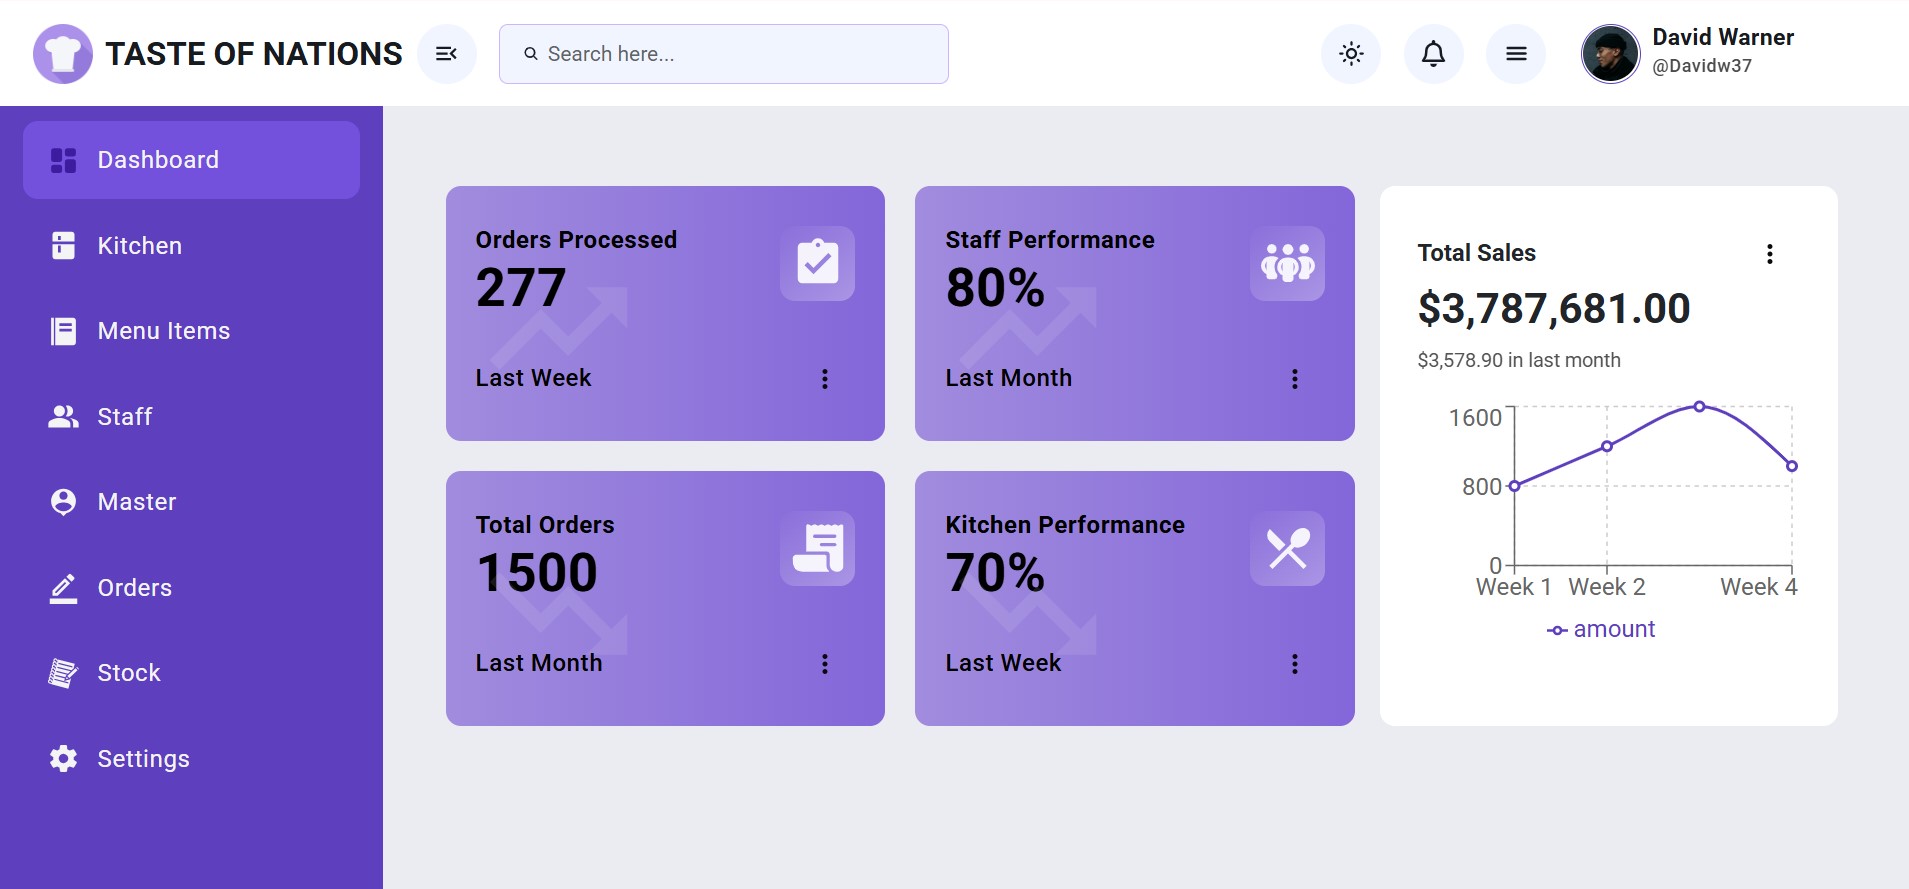 TASTE OF NATIONS
Search here...
David Warner
@Davidw37
Dashboard
Kitchen
Menu Items
Staff
Master
Orders
Stock
Settings
Orders Processed
277
Last Week
Staff Performance
80%
Last Month
Total Orders
1500
Last Month
Kitchen Performance
70%
Last Week
Total Sales
$3,787,681.00
$3,578.90 in last month
1600
800
0
Week 1 Week 2 Week 4
amount